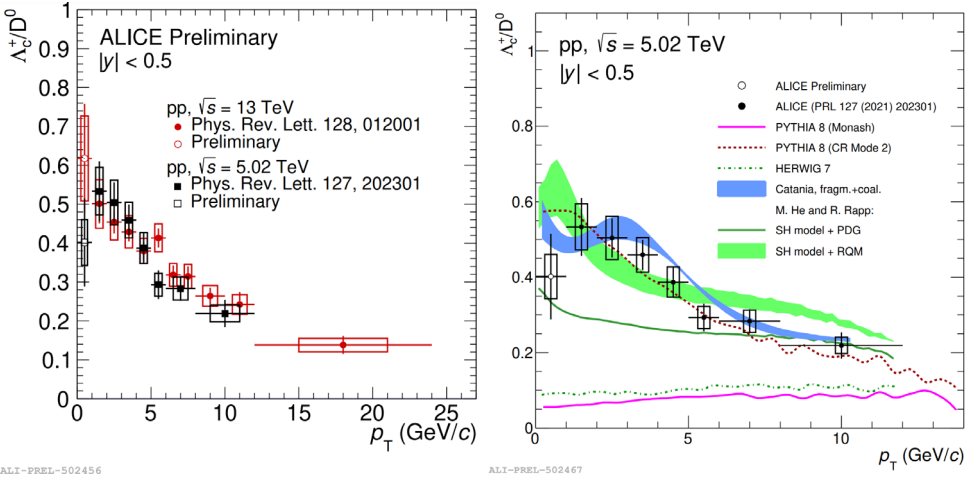 Λc+/D0
1
0.9
0.8
0.7
0.6
0.5
0.4
0.3
0.2
0.1
0
ALICE Preliminary
|y| < 0.5
pp, √s = 13 TeV
Phys. Rev. Lett. 128, 012001
Preliminary
pp, √s = 5.02 TeV
Phys. Rev. Lett. 127, 202301
Preliminary
0 5 10 15 20 25
pT (GeV/c)
ALI-PREL-502456
Λc+/D0
1
0.8
0.6
0.4
0.2
0
pp, √s = 5.02 TeV
|y| < 0.5
ALICE Preliminary
ALICE (PRL 127 (2021) 202301)
PYTHIA 8 (Monash)
PYTHIA 8 (CR Mode 2)
HERWIG 7
Catania, fragm.+coal.
M. He and R. Rapp:
SH model + PDG
SH model + RQM
0 5 10
pT (GeV/c)
ALI-PREL-502467